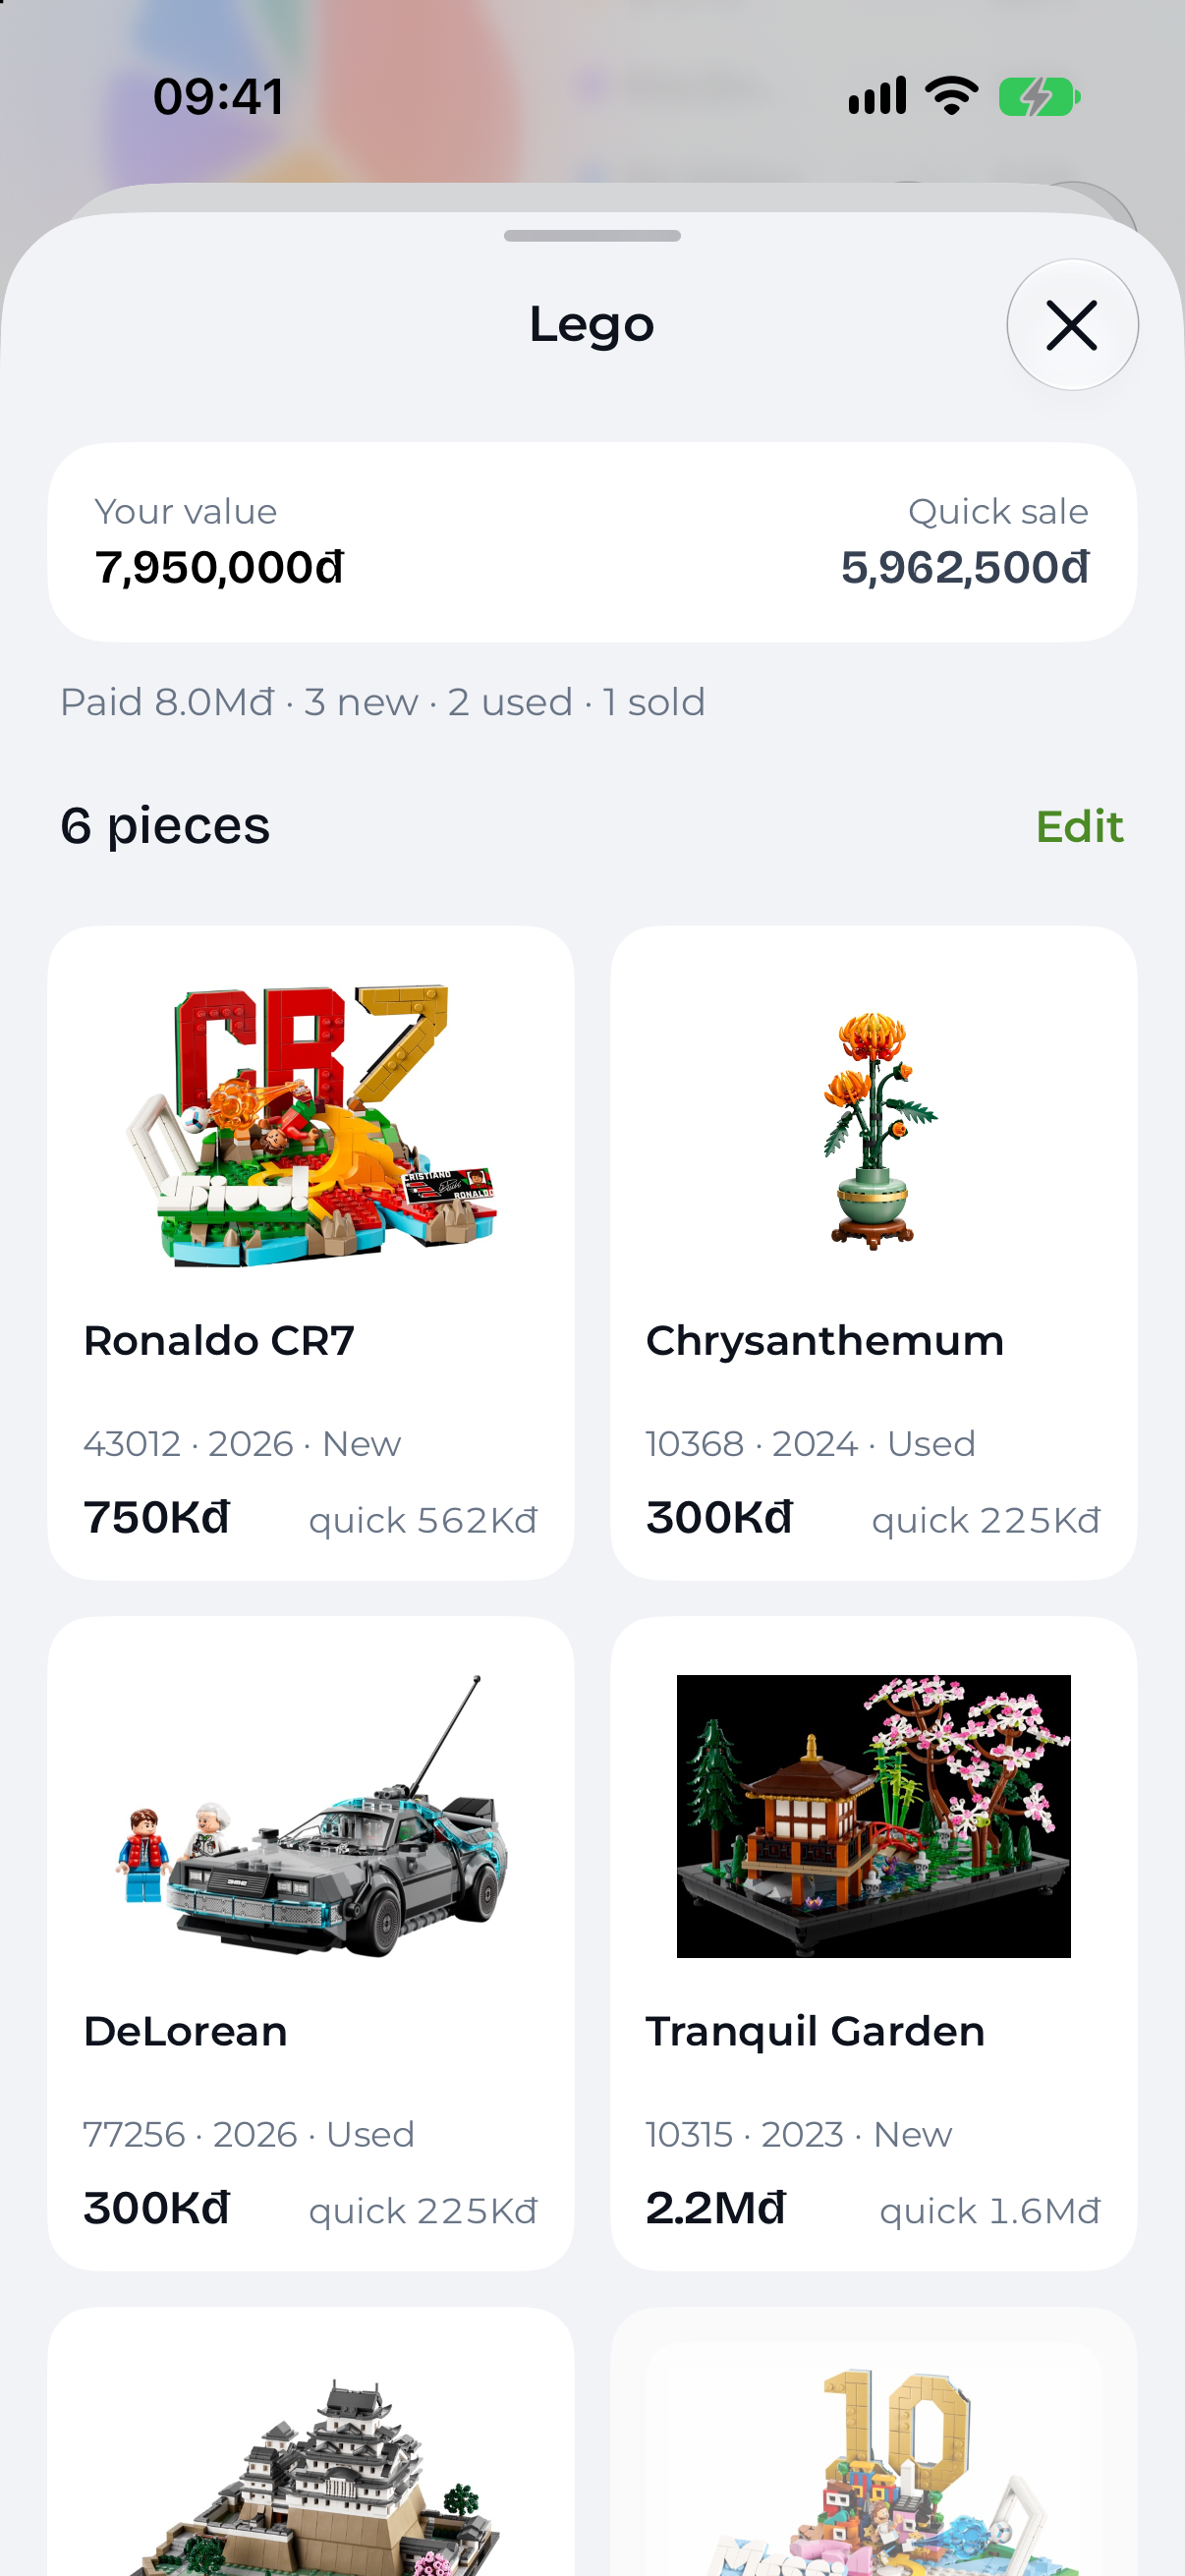 09:41
Lego
Your value
Quick sale
7,950,000đ
5,962,500đ
Paid 8.0Mđ · 3 new · 2 used · 1 sold
6 pieces
Edit
CR7
CRISTIANO
RONALDO
Ronaldo CR7
43012 · 2026 · New
750Kđ
quick 562Kđ
Chrysanthemum
10368 · 2024 · Used
300Kđ
quick 225Kđ
DeLorean
77256 · 2026 · Used
300Kđ
quick 225Kđ
Tranquil Garden
10315 · 2023 · New
2.2Mđ
quick 1.6Mđ
10